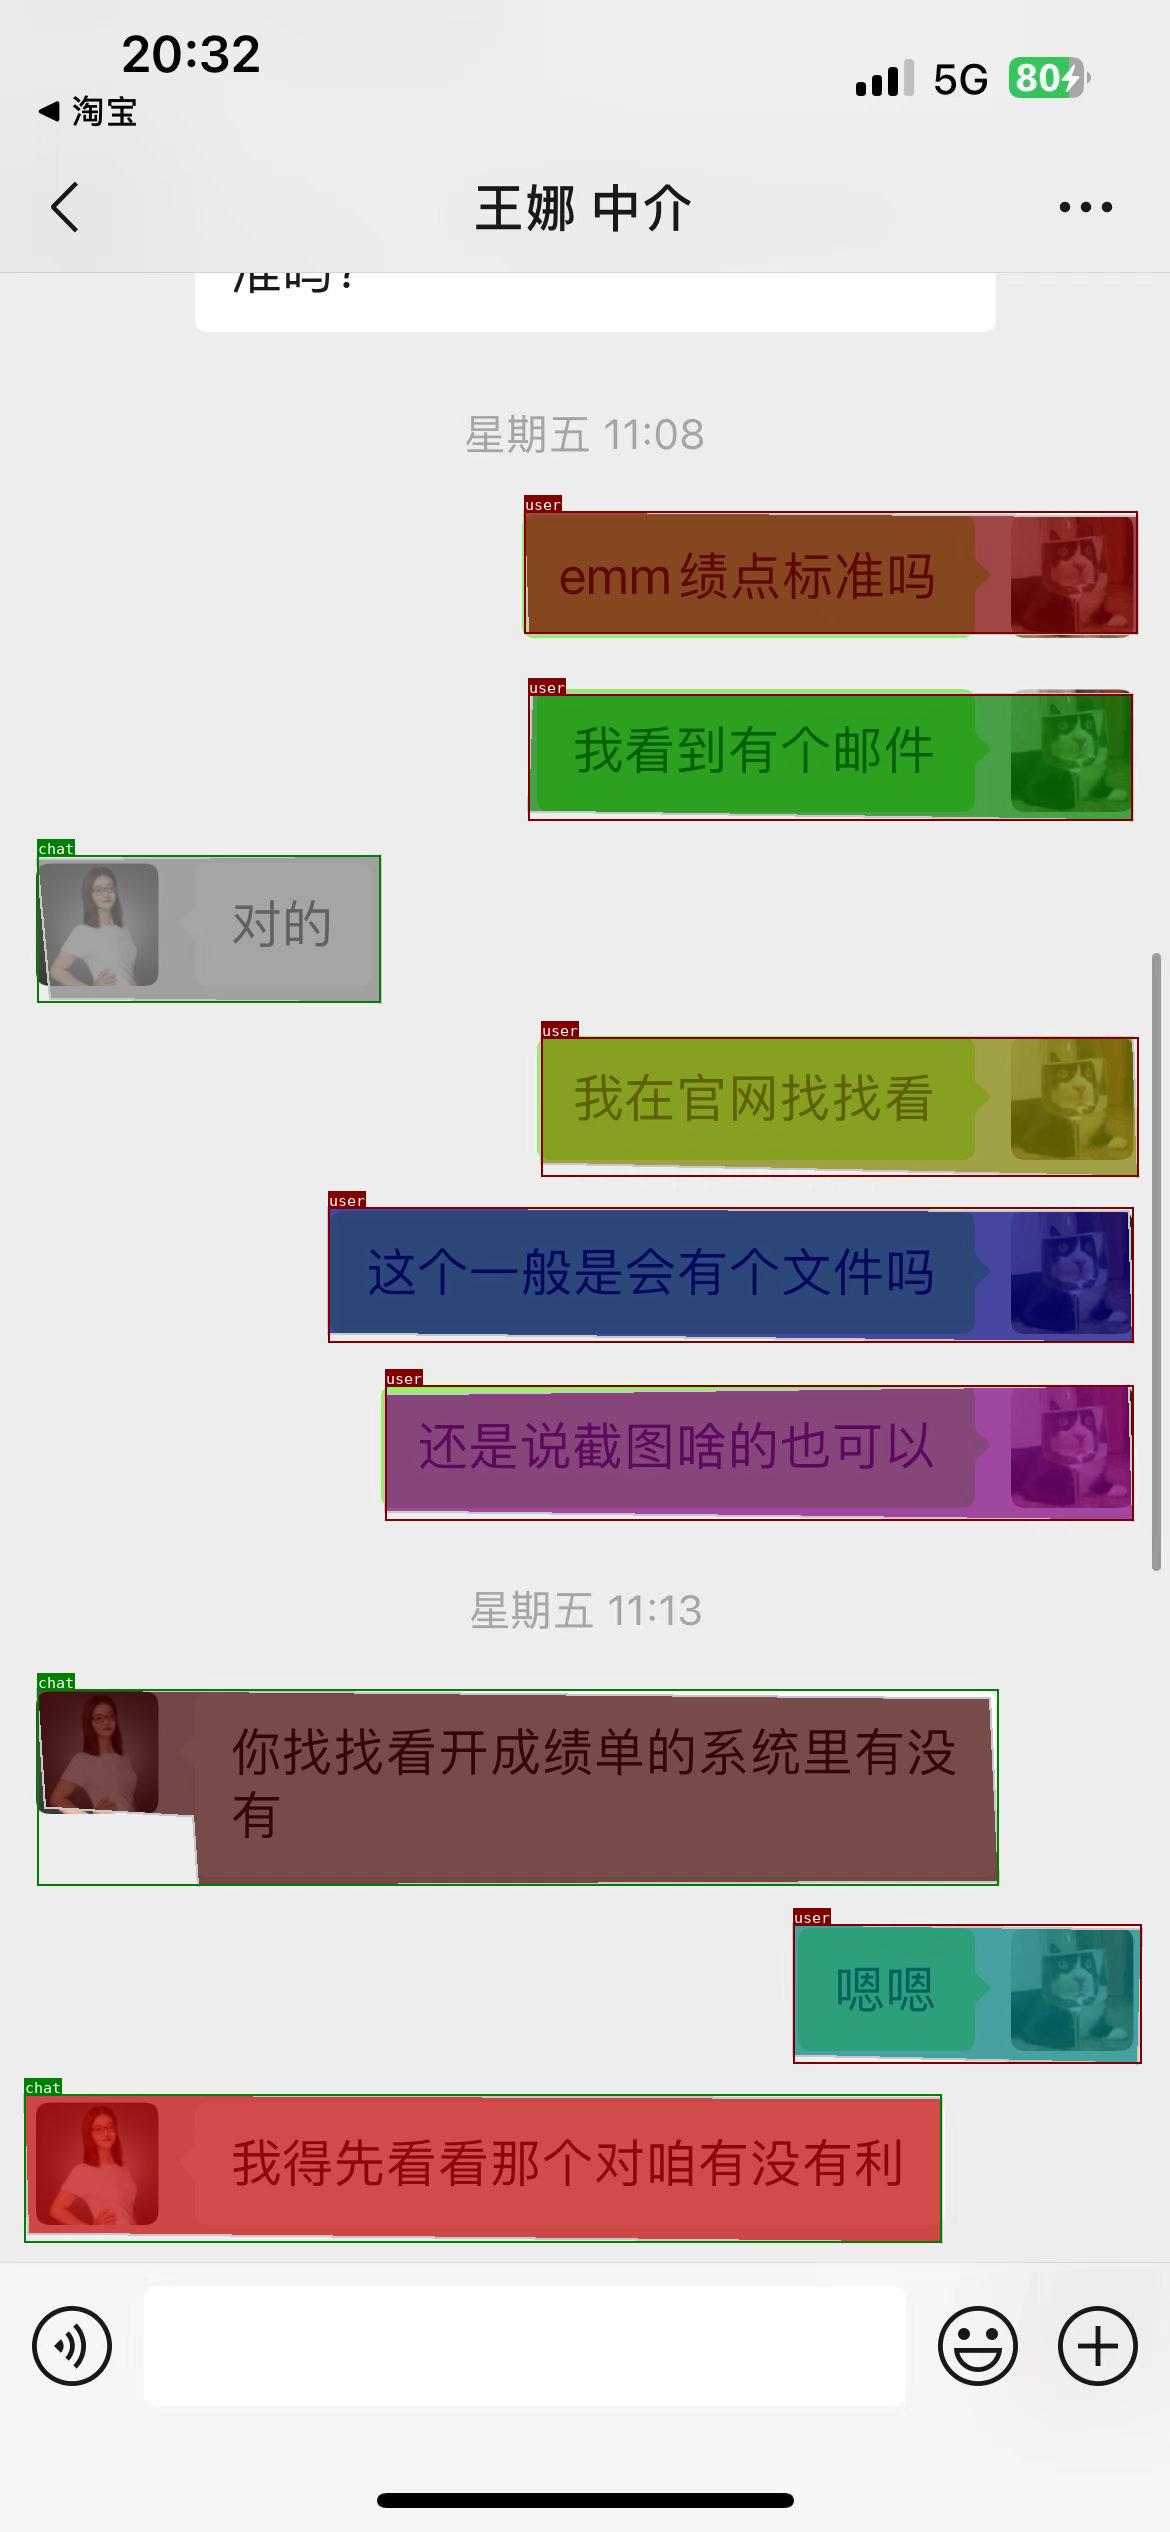 20:32
5G
80
淘宝
王娜 中介
准吗?
星期五 11:08
user
emm绩点标准吗
user
我看到有个邮件
chat
对的
user
我在官网找找看
user
这个一般是会有个文件吗
user
还是说截图啥的也可以
星期五 11:13
chat
你找找看开成绩单的系统里有没
有
user
嗯嗯
chat
我得先看看那个对咱有没有利